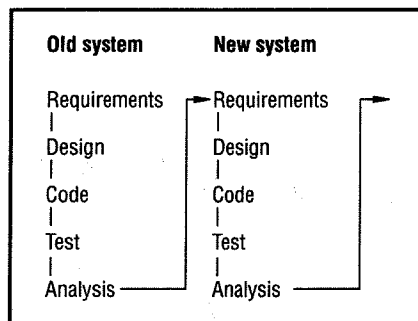 Old system New system
Requirements Requirements
Design Design
Code Code
Test Test
Analysis Analysis